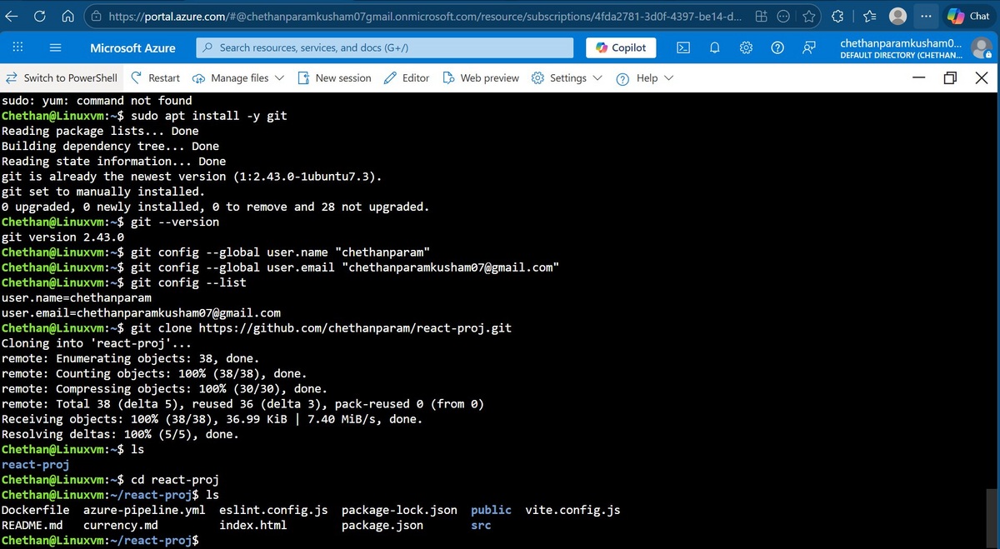 https://portal.azure.com/#@chethanparamkusham07gmail.onmicrosoft.com/resource/subscriptions/4fda2781-3d0f-4397-be14-d...
Chat
Microsoft Azure
Search resources, services, and docs (G+/)
Copilot
chethanparamkusham0...
DEFAULT DIRECTORY (CHETHAN...
Switch to PowerShell Restart Manage files New session Editor Web preview Settings Help
sudo: yum: command not found
Chethan@Linuxvm:~$ sudo apt install -y git
Reading package lists... Done
Building dependency tree... Done
Reading state information... Done
git is already the newest version (1:2.43.0-1ubuntu7.3).
git set to manually installed.
0 upgraded, 0 newly installed, 0 to remove and 28 not upgraded.
Chethan@Linuxvm:~$ git --version
git version 2.43.0
Chethan@Linuxvm:~$ git config --global user.name "chethanparam"
Chethan@Linuxvm:~$ git config --global user.email "chethanparamkusham07@gmail.com"
Chethan@Linuxvm:~$ git config --list
user.name=chethanparam
user.email=chethanparamkusham07@gmail.com
Chethan@Linuxvm:~$ git clone https://github.com/chethanparam/react-proj.git
Cloning into 'react-proj'...
remote: Enumerating objects: 38, done.
remote: Counting objects: 100% (38/38), done.
remote: Compressing objects: 100% (30/30), done.
remote: Total 38 (delta 5), reused 36 (delta 3), pack-reused 0 (from 0)
Receiving objects: 100% (38/38), 36.99 KiB | 7.40 MiB/s, done.
Resolving deltas: 100% (5/5), done.
Chethan@Linuxvm:~$ ls
react-proj
Chethan@Linuxvm:~$ cd react-proj
Chethan@Linuxvm:~/react-proj$ ls
Dockerfile azure-pipeline.yml eslint.config.js package-lock.json public vite.config.js
README.md currency.md index.html package.json src
Chethan@Linuxvm:~/react-proj$